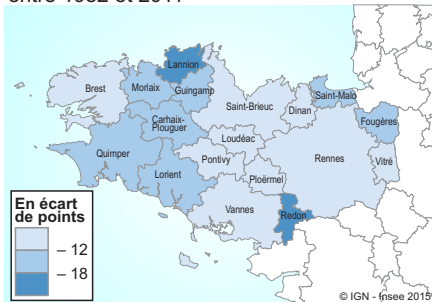 entre 1982 et 2011
Lannion
Morlaix
Guingamp
Brest
Saint-Brieuc
Saint-Malo
Dinan
Fougères
Carhaix-
Plouguer
Loudéac
Quimper
Pontivy
Rennes
Vitré
Lorient
Ploërmel
Vannes
Redon
En écart
de points
– 12
– 18
© IGN - Insee 2015